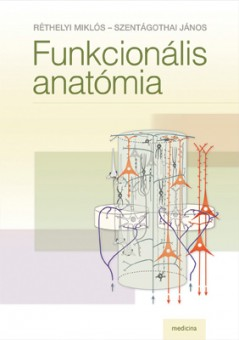 RÉTHELYI MIKLÓS – SZENTÁGOTHAI JÁNOS
Funkcionális
anatómia
medicina